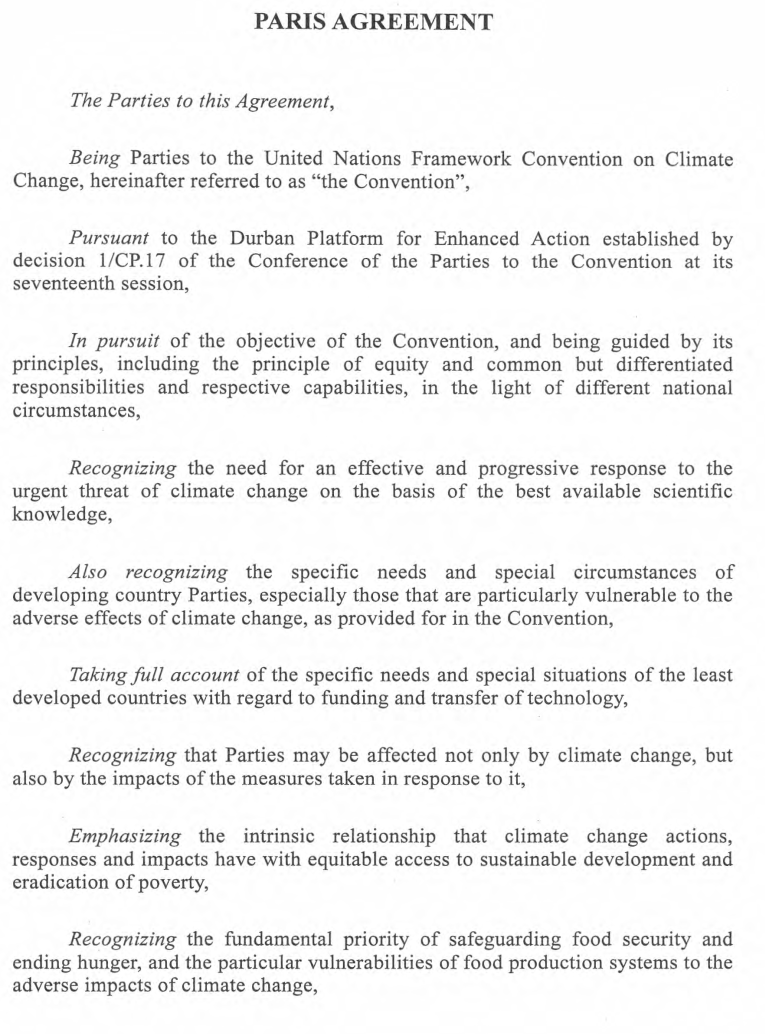 PARIS AGREEMENT
The Parties to this Agreement,
Being Parties to the United Nations Framework Convention on Climate
Change, hereinafter referred to as “the Convention”,
Pursuant to the Durban Platform for Enhanced Action established by
decision 1/CP.17 of the Conference of the Parties to the Convention at its
seventeenth session,
In pursuit of the objective of the Convention, and being guided by its
principles, including the principle of equity and common but differentiated
responsibilities and respective capabilities, in the light of different national
circumstances,
Recognizing the need for an effective and progressive response to the
urgent threat of climate change on the basis of the best available scientific
knowledge,
Also recognizing the specific needs and special circumstances of
developing country Parties, especially those that are particularly vulnerable to the
adverse effects of climate change, as provided for in the Convention,
Taking full account of the specific needs and special situations of the least
developed countries with regard to funding and transfer of technology,
Recognizing that Parties may be affected not only by climate change, but
also by the impacts of the measures taken in response to it,
Emphasizing the intrinsic relationship that climate change actions,
responses and impacts have with equitable access to sustainable development and
eradication of poverty,
Recognizing the fundamental priority of safeguarding food security and
ending hunger, and the particular vulnerabilities of food production systems to the
adverse impacts of climate change,